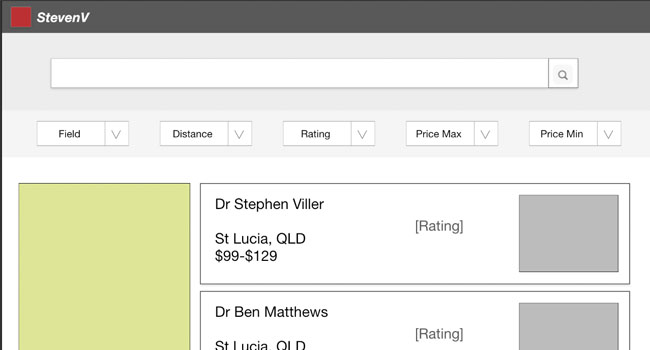 StevenV
Field
Distance
Rating
Price Max
Price Min
Dr Stephen Viller
[Rating]
St Lucia, QLD
$99-$129
Dr Ben Matthews
[Rating]
St Lucia, QLD